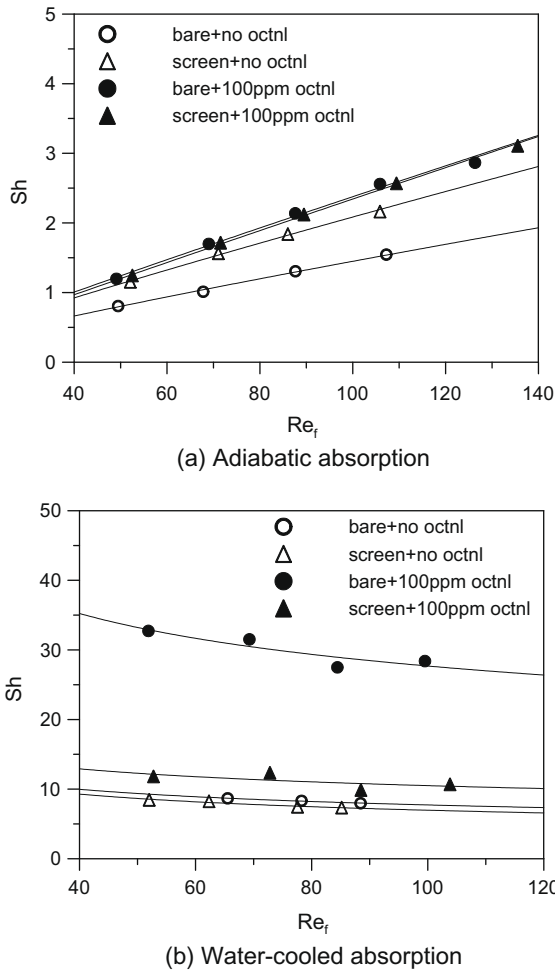 5
4
3
2
1
0
Sh
bare+no octnl
screen+no octnl
bare+100ppm octnl
screen+100ppm octnl
40 60 80 100 120 140
Re_f
(a) Adiabatic absorption
50
40
30
20
10
0
Sh
bare+no octnl
screen+no octnl
bare+100ppm octnl
screen+100ppm octnl
40 60 80 100 120
Re_f
(b) Water-cooled absorption